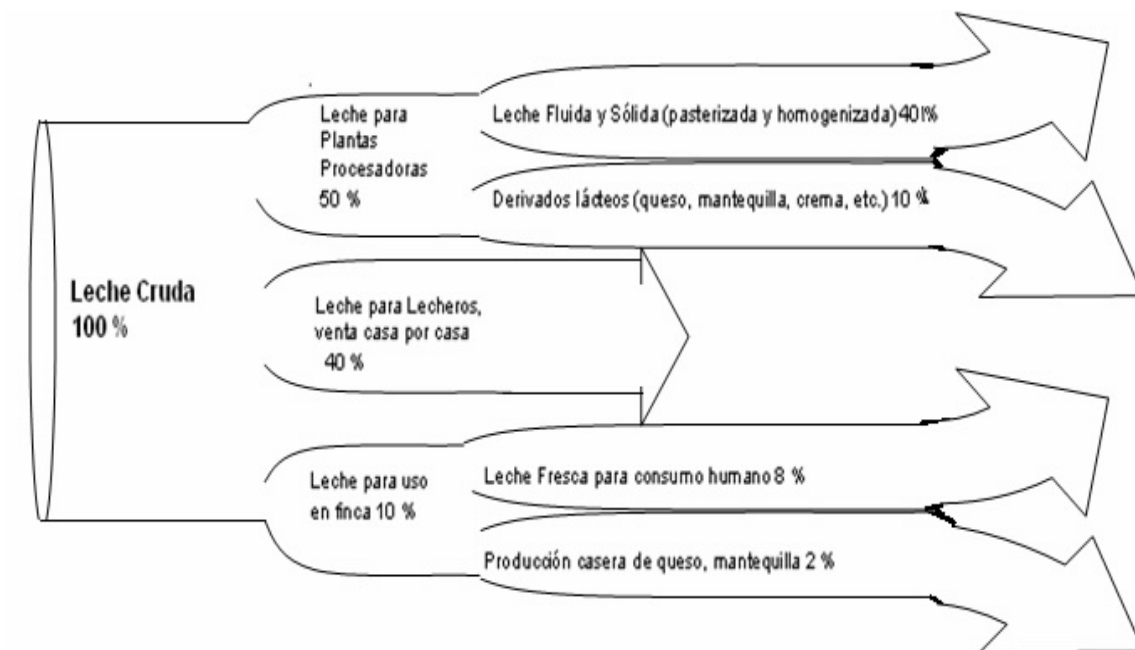 Leche Cruda
100 %
Leche para
Plantas
Procesadoras
50 %
Leche Fluida y Sólida (pasterizada y homogenizada) 40l%
Derivados lácteos (queso, mantequilla, crema, etc.) 10 %
Leche para Lecheros,
venta casa por casa
40 %
Leche para uso
en finca 10 %
Leche Fresca para consumo humano 8 %
Producción casera de queso, mantequilla 2 %